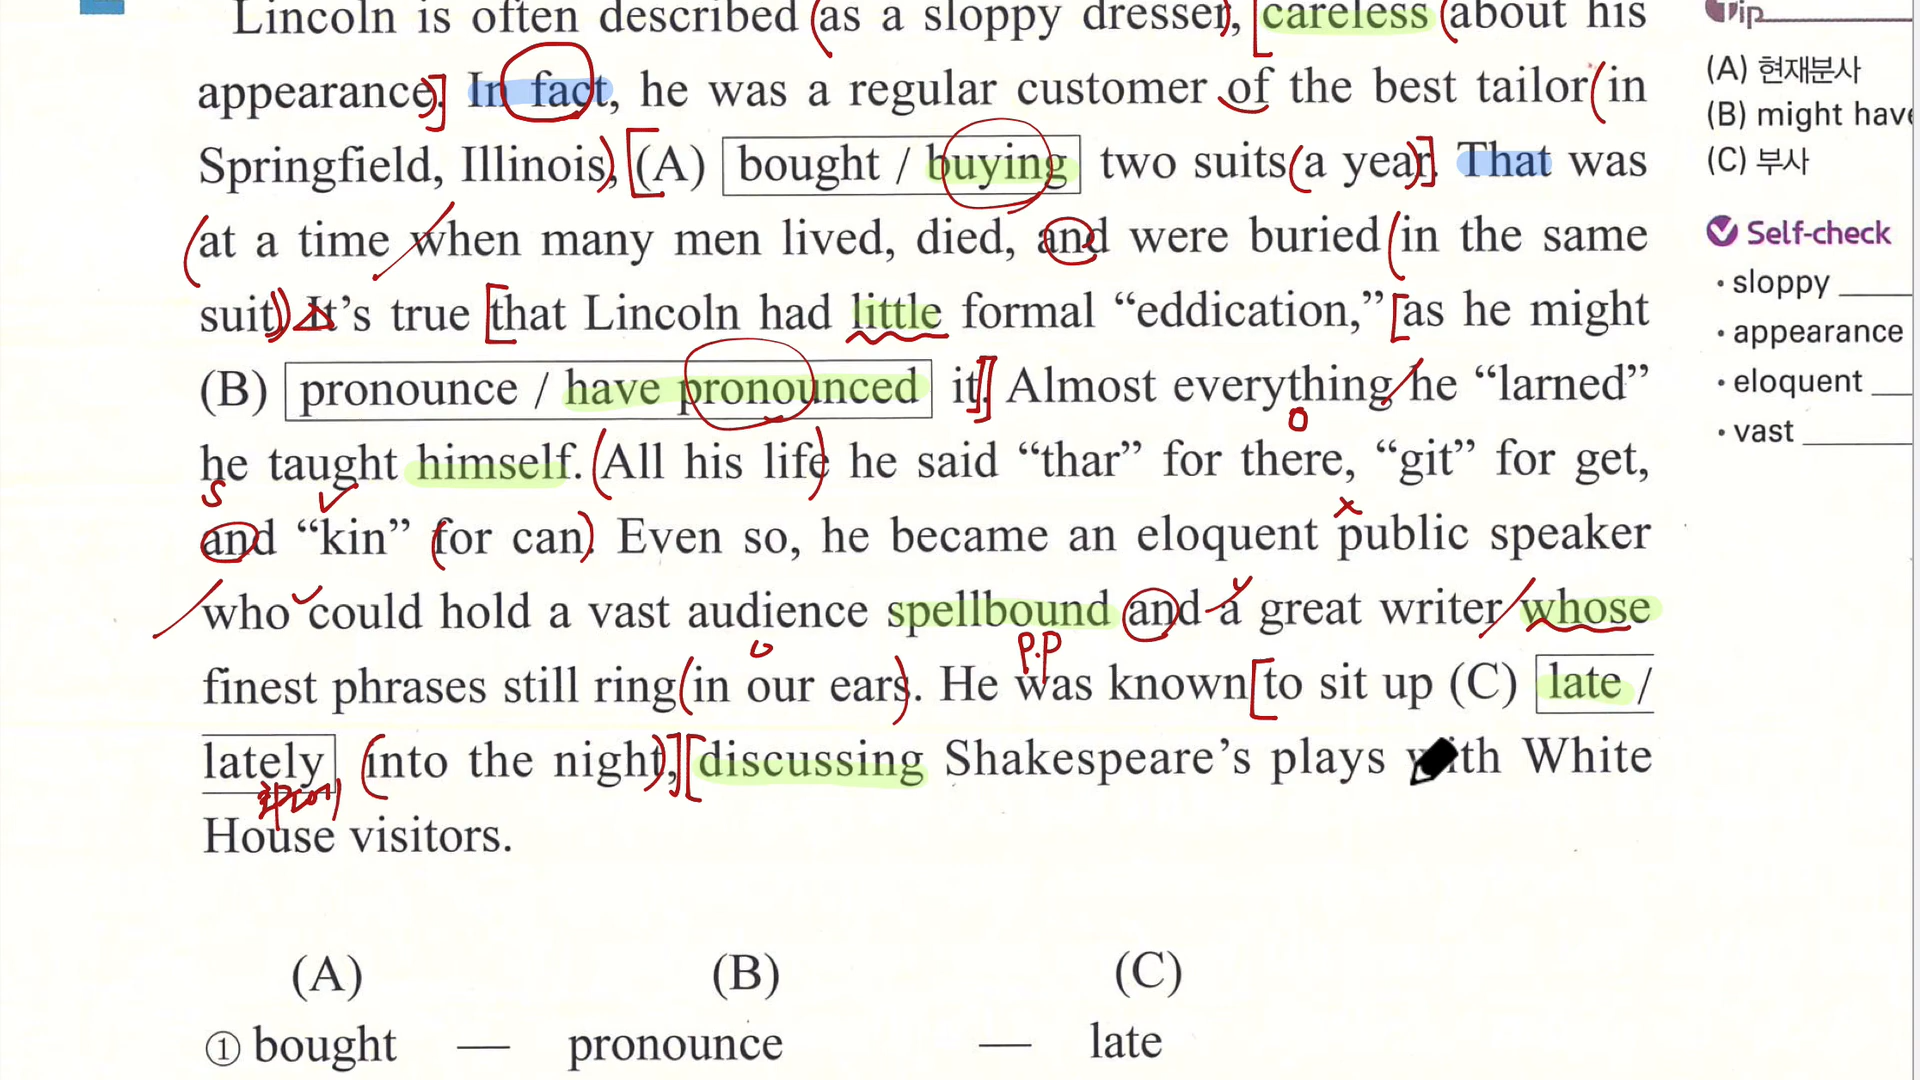 Lincoln is often described as a sloppy dresser, careless about his
appearance. In fact, he was a regular customer of the best tailor in
Springfield, Illinois, (A) bought / buying two suits a year. That was
at a time when many men lived, died, and were buried in the same
suit. It's true that Lincoln had little formal “eddication,” as he might
(B) pronounce / have pronounced it. Almost everything he “larned”
he taught himself. All his life he said “thar” for there, “git” for get,
and “kin” for can. Even so, he became an eloquent public speaker
who could hold a vast audience spellbound and a great writer whose
P.P
finest phrases still ring in our ears. He was known to sit up (C) late /
lately into the night, discussing Shakespeare's plays with White
House visitors.
(A) (B) (C)
① bought — pronounce — late
Tip
(A) 현재분사
(B) might have
(C) 부사
Self-check
• sloppy
• appearance
• eloquent
• vast